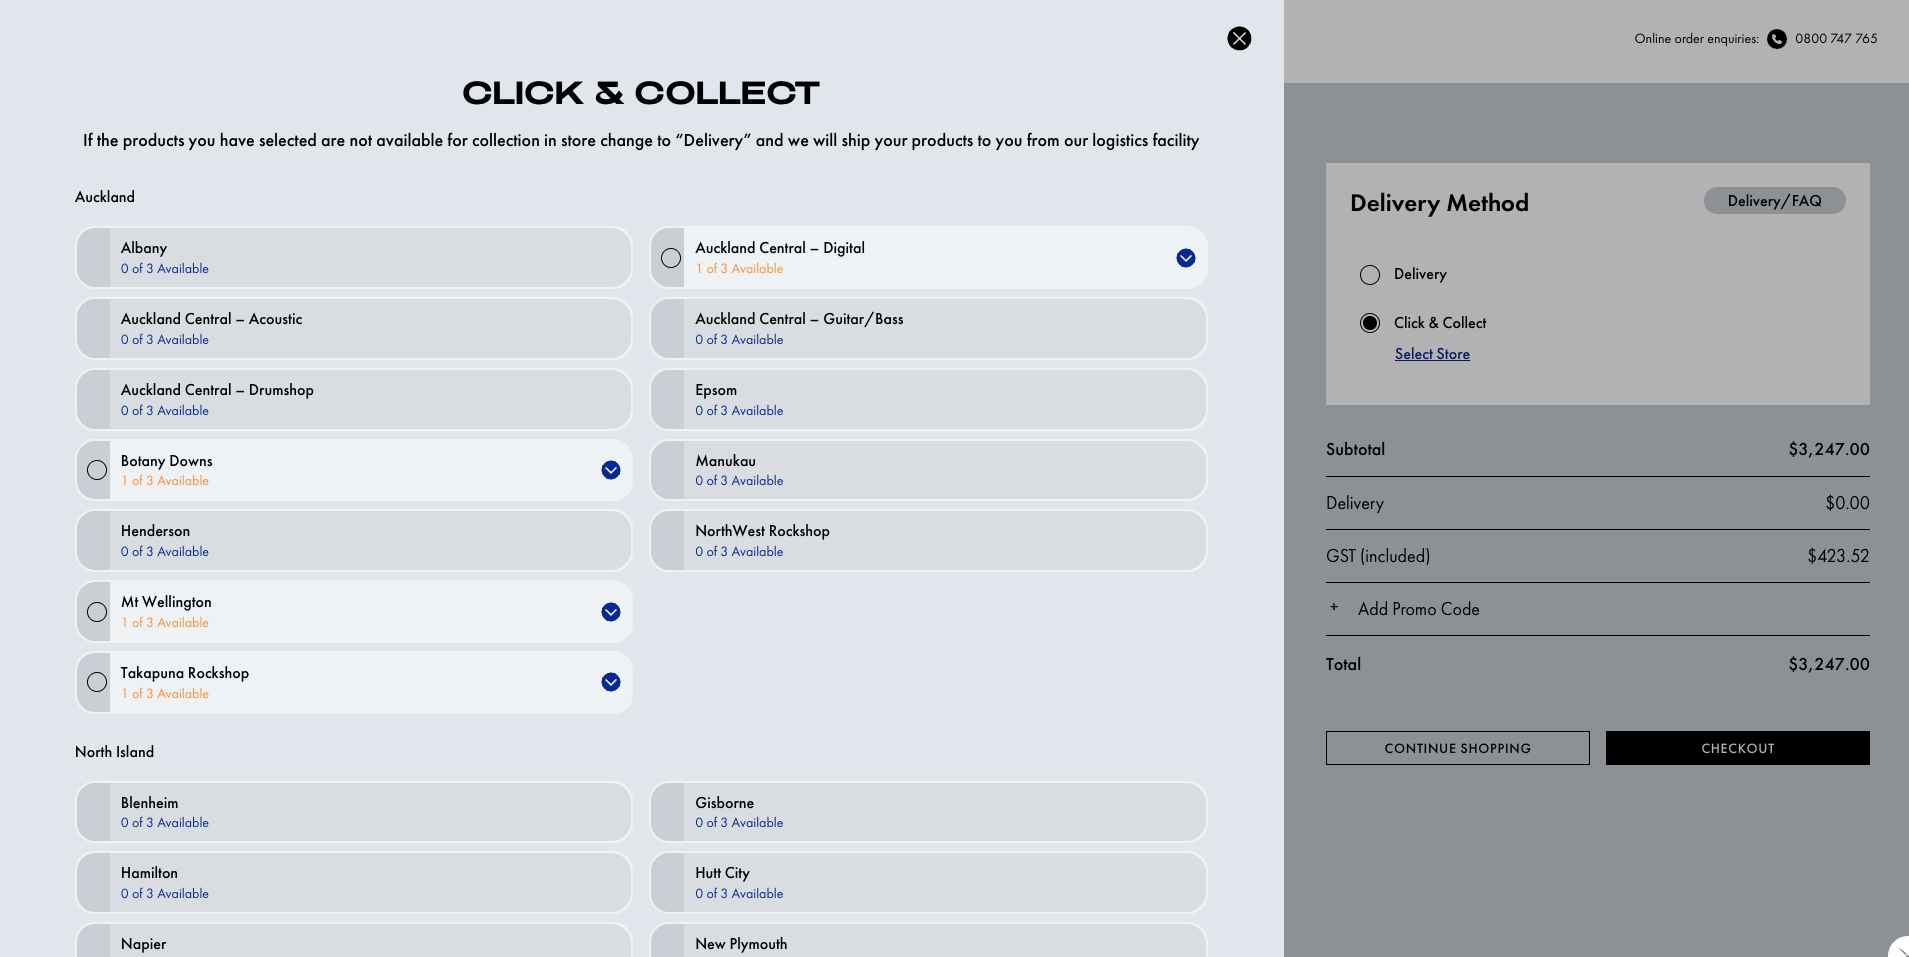 Online order enquiries: 0800 747 765
CLICK & COLLECT
If the products you have selected are not available for collection in store change to “Delivery” and we will ship your products to you from our logistics facility
Auckland
Albany
0 of 3 Available
Auckland Central – Digital
1 of 3 Available
Auckland Central – Acoustic
0 of 3 Available
Auckland Central – Guitar/Bass
0 of 3 Available
Auckland Central – Drumshop
0 of 3 Available
Epsom
0 of 3 Available
Botany Downs
1 of 3 Available
Manukau
0 of 3 Available
Henderson
0 of 3 Available
NorthWest Rockshop
0 of 3 Available
Mt Wellington
1 of 3 Available
Takapuna Rockshop
1 of 3 Available
North Island
Blenheim
0 of 3 Available
Gisborne
0 of 3 Available
Hamilton
0 of 3 Available
Hutt City
0 of 3 Available
Napier
New Plymouth
Delivery Method
Delivery/FAQ
Delivery
Click & Collect
Select Store
Subtotal $3,247.00
Delivery $0.00
GST (included) $423.52
+ Add Promo Code
Total $3,247.00
CONTINUE SHOPPING
CHECKOUT